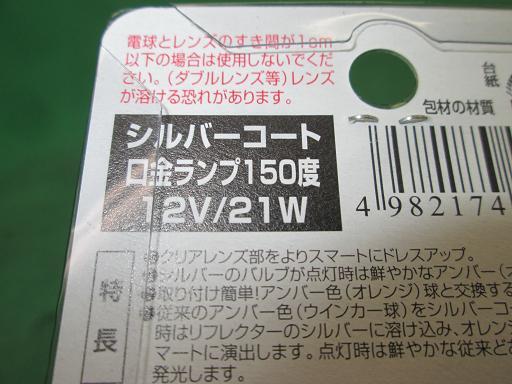 電球とレンズのすき間が1cm
以下の場合は使用しないでくだ
さい。(ダブルレンズ等)レンズ
が溶ける恐れがあります。
台紙
包材の材質
シルバーコート
口金ランプ150度
12V/21W
4 982174
特長
クリアレンズ部をよりスマートにドレスアップ。
シルバーのバルブが点灯時は鮮やかなアンバー(オ
取り付け簡単!アンバー色(オレンジ)球と交換する
従来のアンバー色(ウインカー球)をシルバーコー
時はリフレクターのシルバーに溶け込み、オレン
マートに演出します。点灯時は鮮やかな従来ど
発光します。